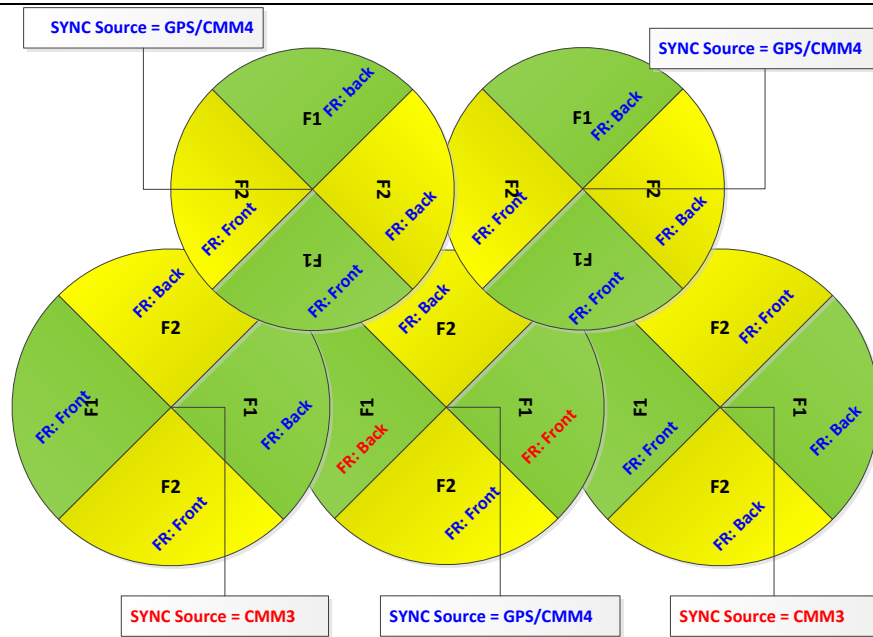 SYNC Source = GPS/CMM4
SYNC Source = GPS/CMM4
F1
FR: back
F2
FR: Front
F2
FR: Back
F1
FR: Front
F1
FR: Back
F2
FR: Front
F2
FR: Back
F1
FR: Front
FR: Back
F2
F1
FR: Front
F1
FR: Back
F2
FR: Front
FR: Back
F2
F1
FR: Back
F1
FR: Front
F2
FR: Front
F2
FR: Front
F1
FR: Front
F1
FR: Back
F2
FR: Back
SYNC Source = CMM3
SYNC Source = GPS/CMM4
SYNC Source = CMM3